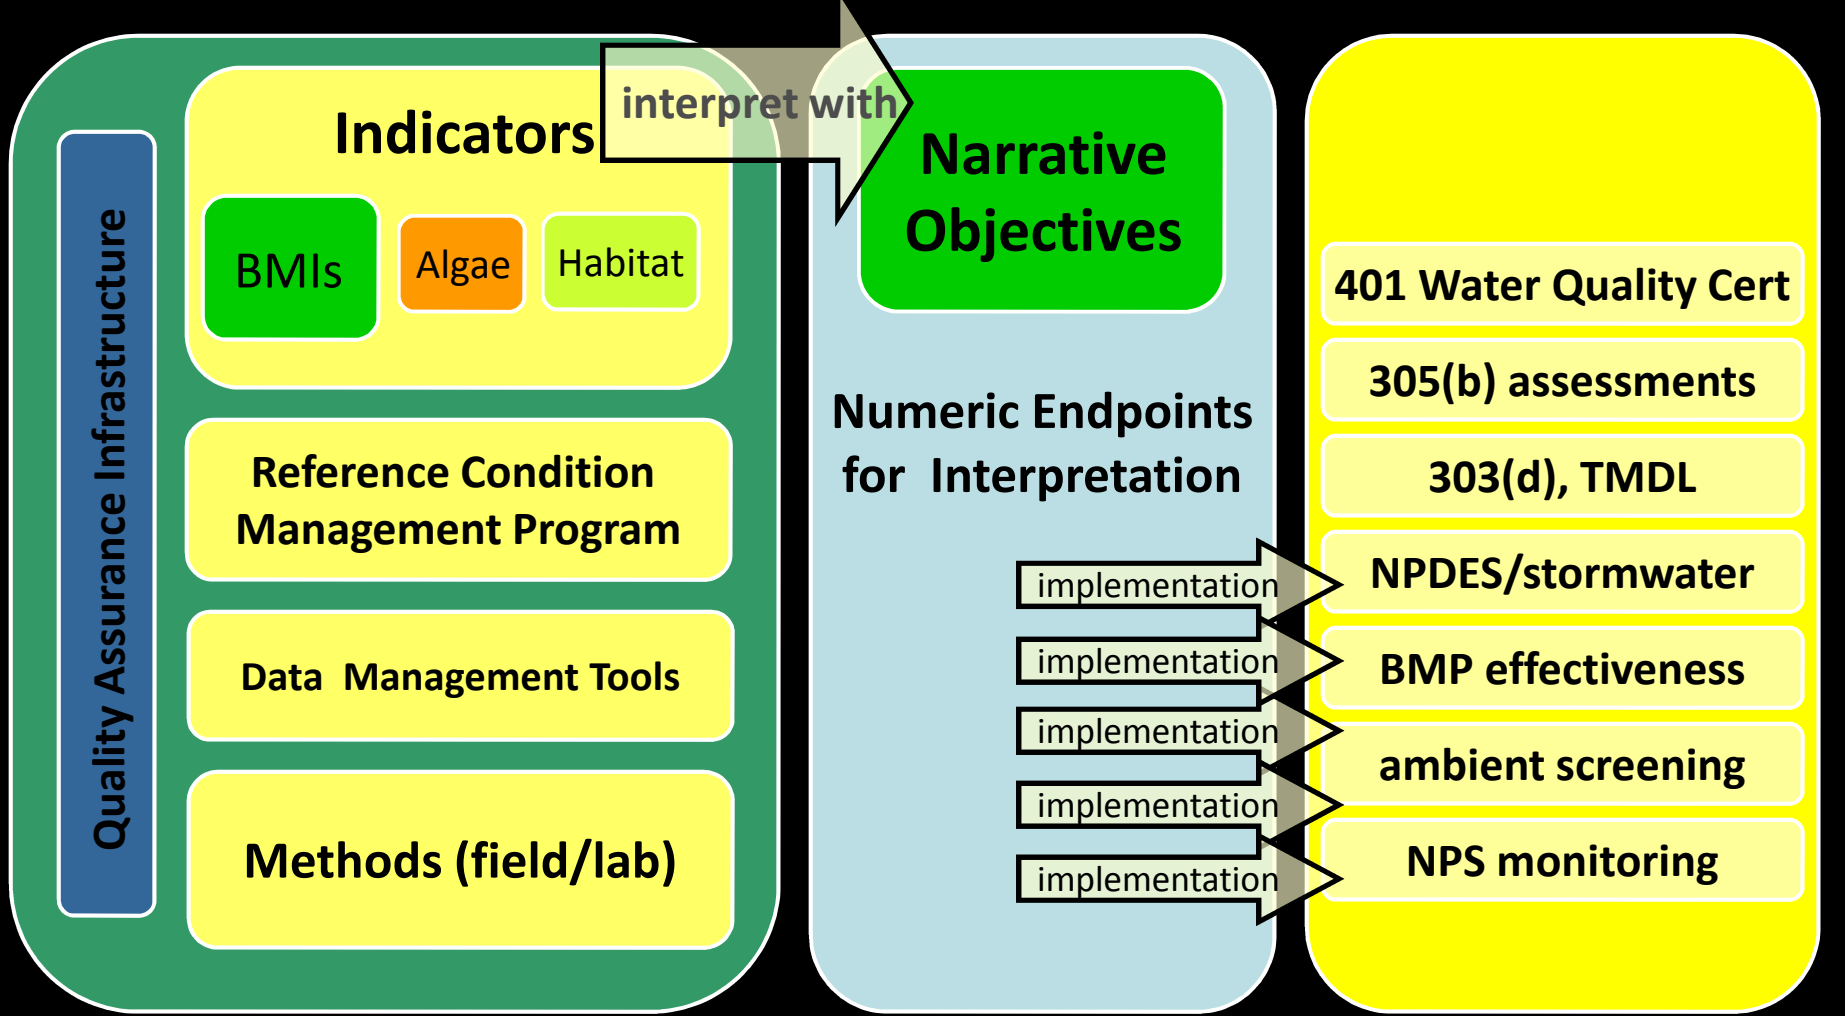 Quality Assurance Infrastructure
Indicators
BMIs
Algae
Habitat
Reference Condition
Management Program
Data Management Tools
Methods (field/lab)
interpret with
Narrative
Objectives
Numeric Endpoints
for Interpretation
implementation
implementation
implementation
implementation
implementation
401 Water Quality Cert
305(b) assessments
303(d), TMDL
NPDES/stormwater
BMP effectiveness
ambient screening
NPS monitoring